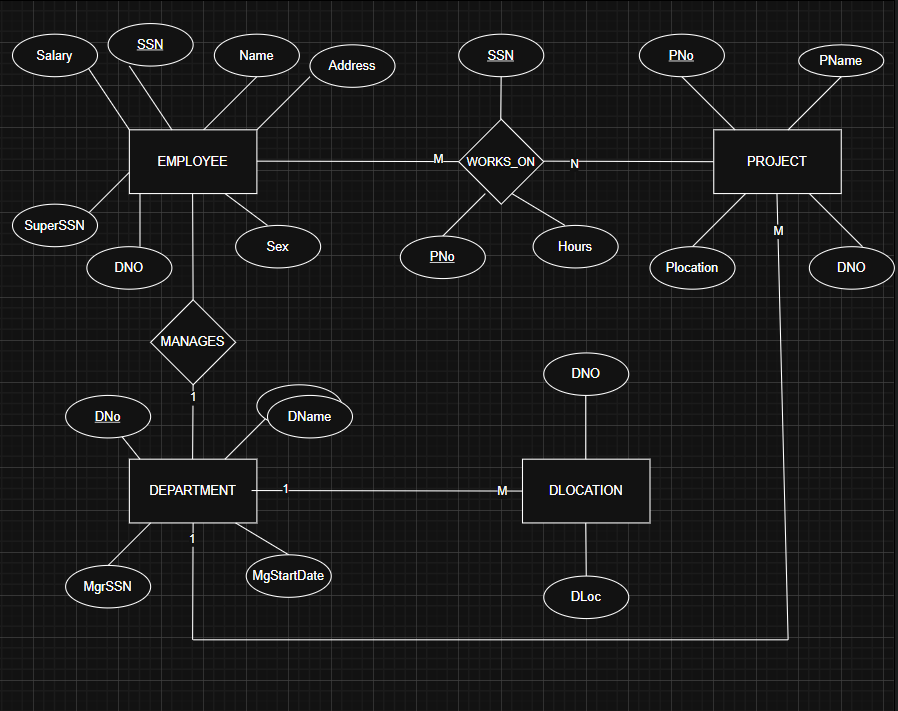 Salary
SSN
Name
Address
SSN
PNo
PName
EMPLOYEE
M
WORKS_ON
N
PROJECT
SuperSSN
DNO
Sex
PNo
Hours
M
Plocation
DNO
MANAGES
1
DNo
DName
DNO
DEPARTMENT
1
M
DLOCATION
1
MgrSSN
MgStartDate
DLoc